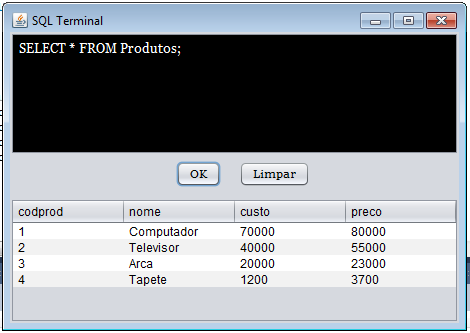 SQL Terminal
SELECT * FROM Produtos;
OK Limpar
codprod nome custo preco
1 Computador 70000 80000
2 Televisor 40000 55000
3 Arca 20000 23000
4 Tapete 1200 3700